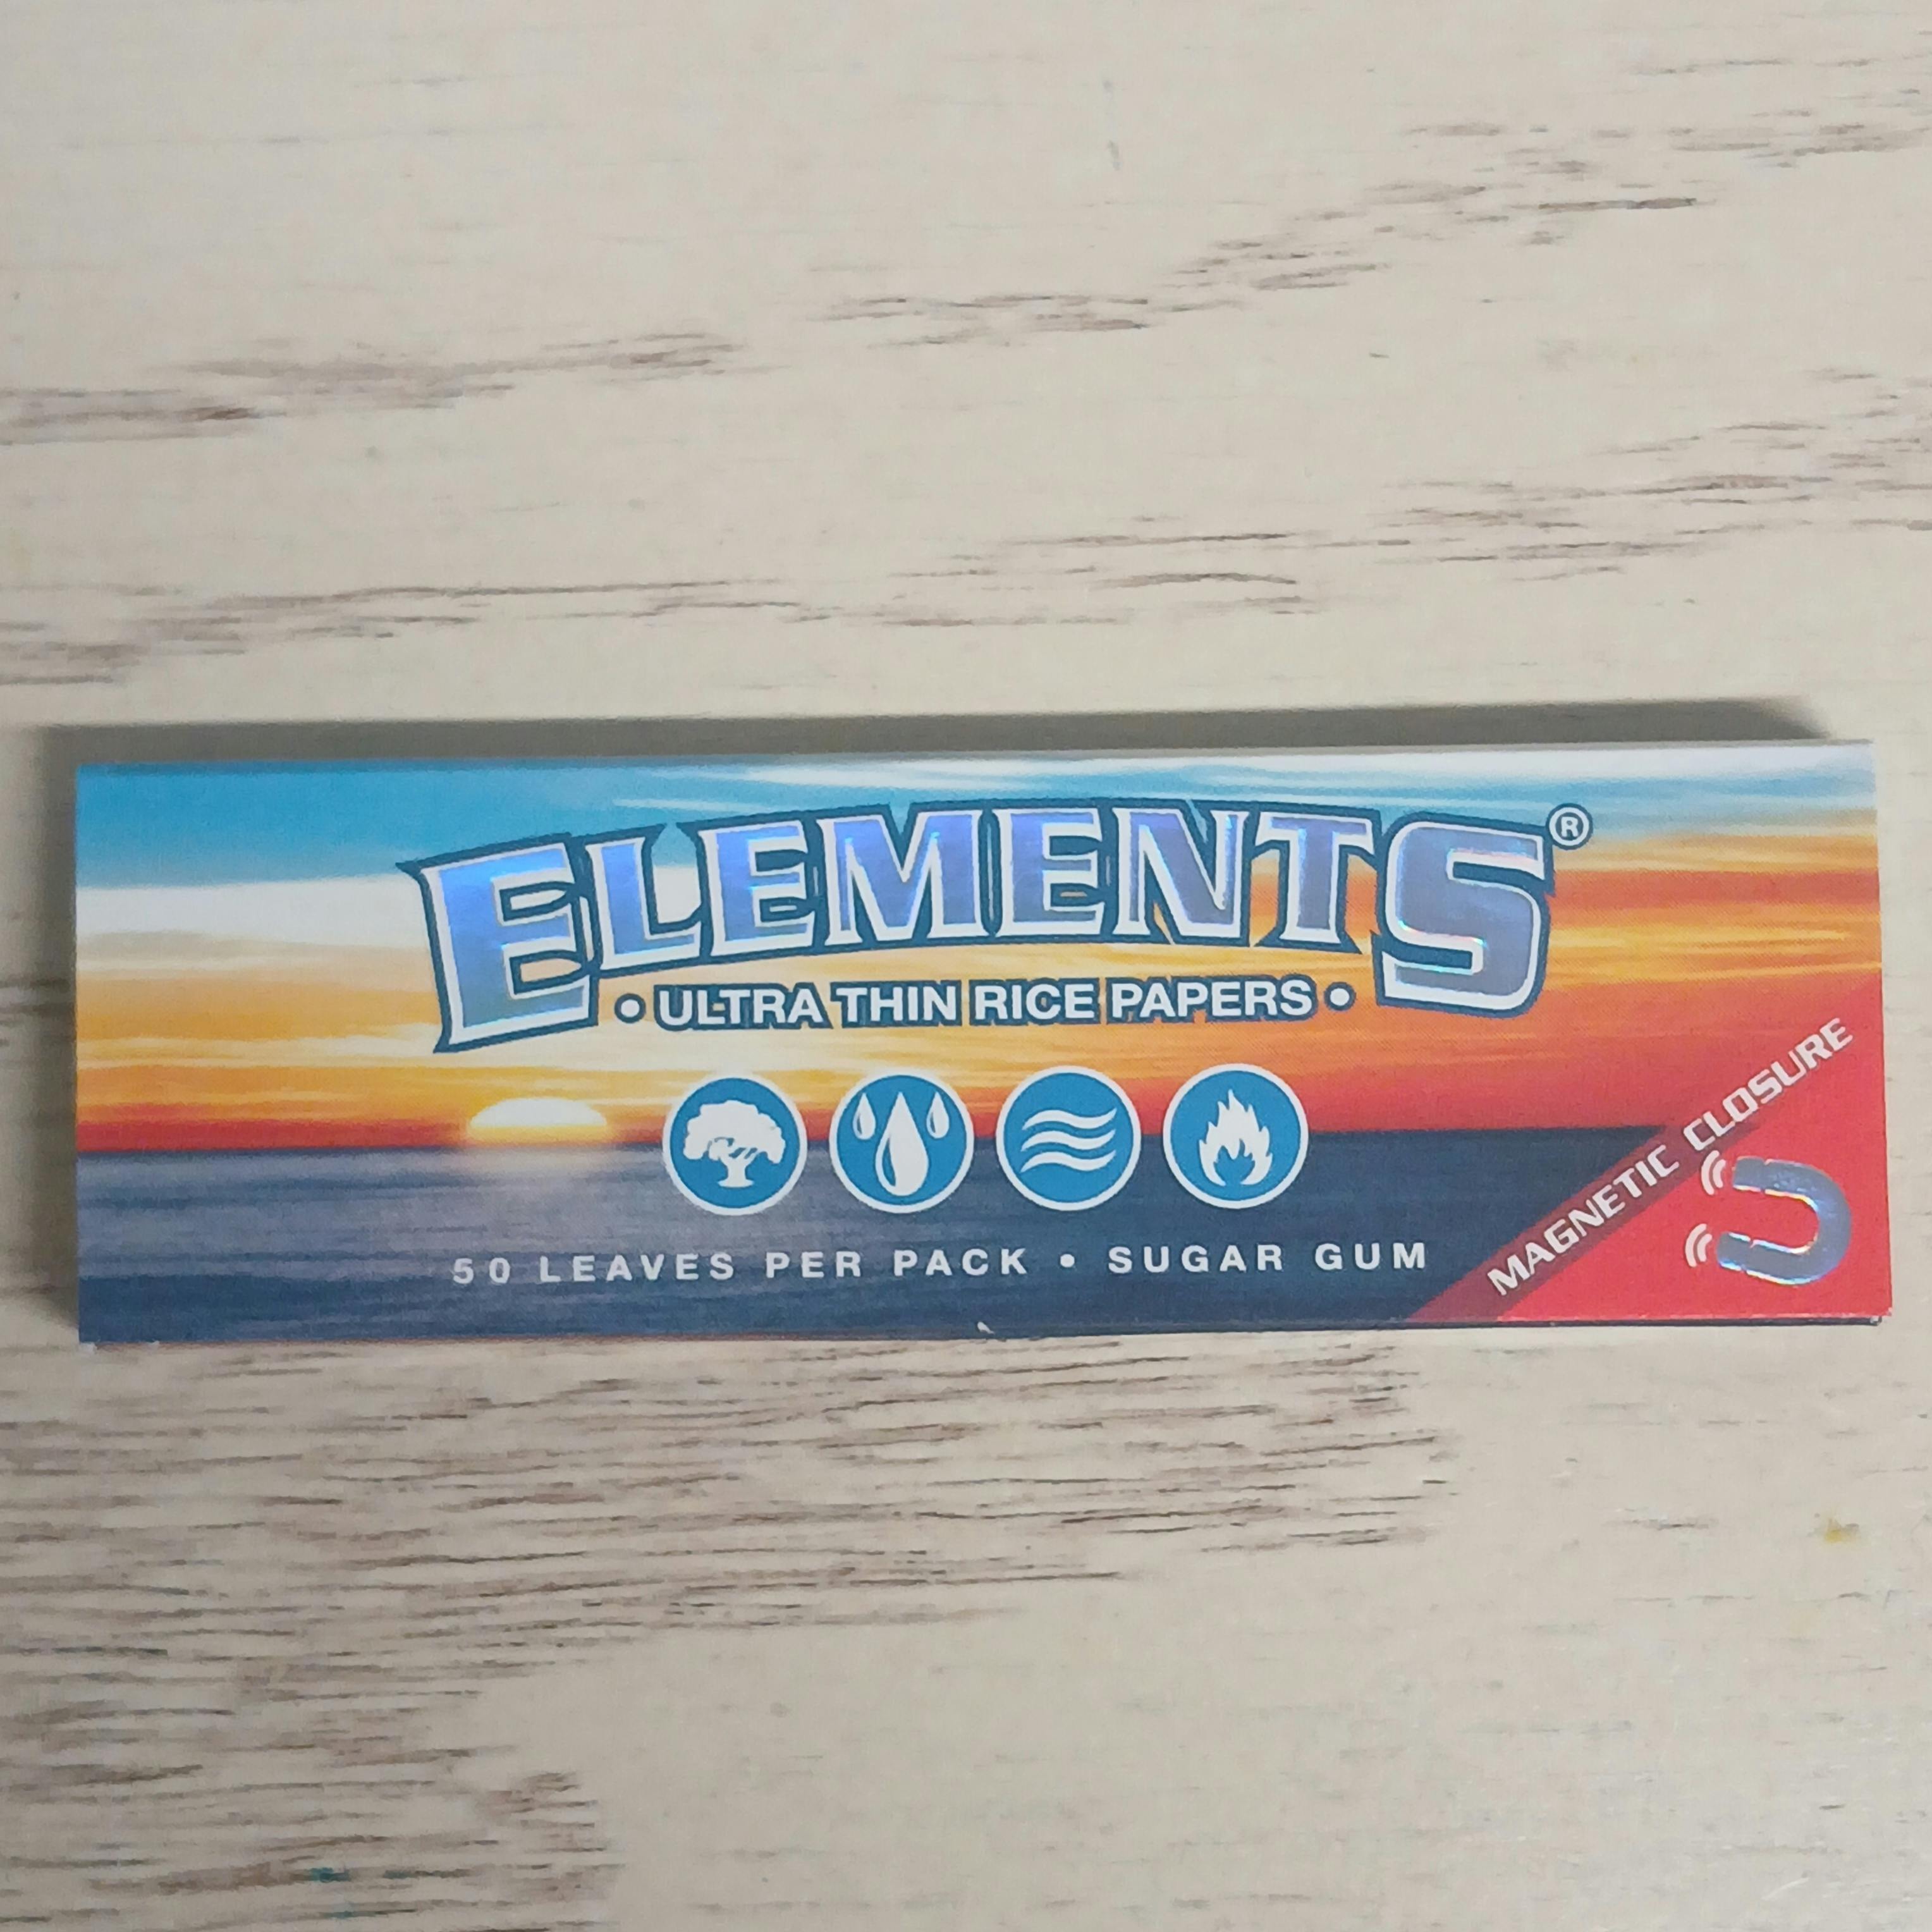 ELEMENTS®
• ULTRA THIN RICE PAPERS •
50 LEAVES PER PACK • SUGAR GUM
MAGNETIC CLOSURE